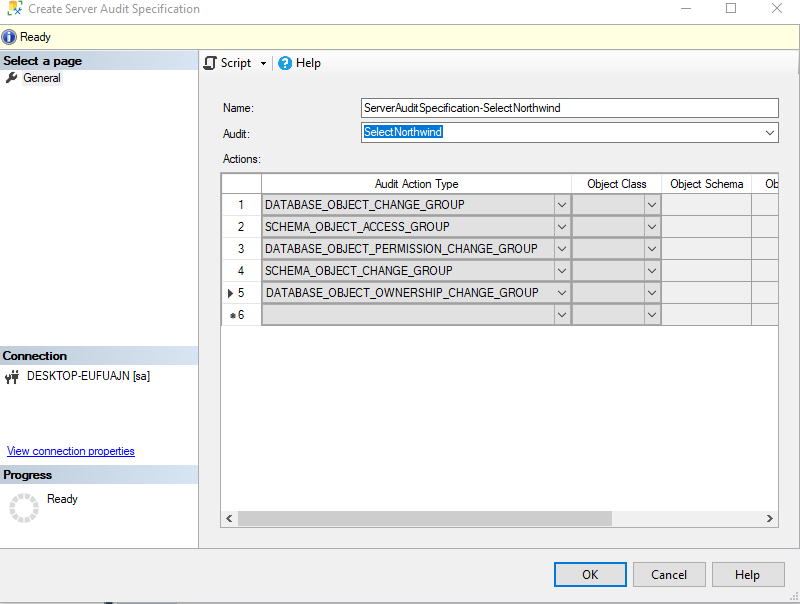 Create Server Audit Specification
Ready
Select a page
General
Script
Help
Name:
ServerAuditSpecification-SelectNorthwind
Audit:
SelectNorthwind
Actions:
Audit Action Type Object Class Object Schema Ob
1 DATABASE_OBJECT_CHANGE_GROUP
2 SCHEMA_OBJECT_ACCESS_GROUP
3 DATABASE_OBJECT_PERMISSION_CHANGE_GROUP
4 SCHEMA_OBJECT_CHANGE_GROUP
5 DATABASE_OBJECT_OWNERSHIP_CHANGE_GROUP
6
Connection
DESKTOP-EUFUAJN [sa]
View connection properties
Progress
Ready
OK
Cancel
Help